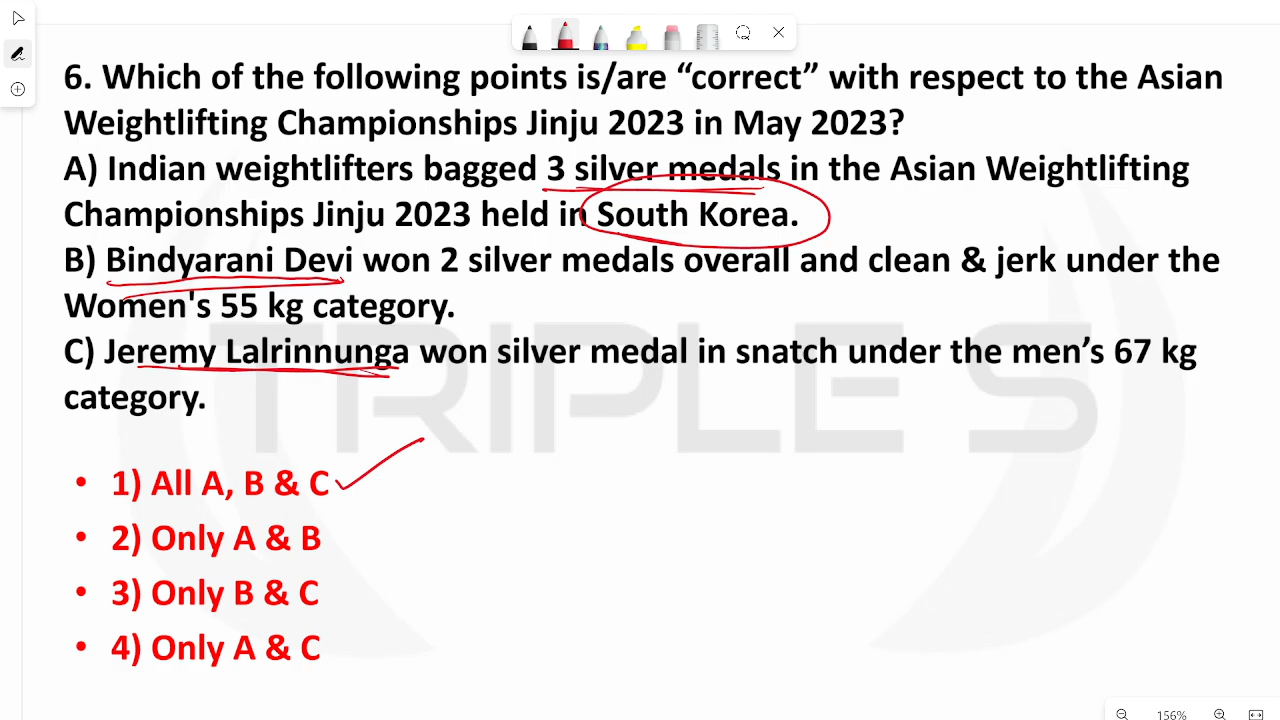 6. Which of the following points is/are “correct” with respect to the Asian
Weightlifting Championships Jinju 2023 in May 2023?
A) Indian weightlifters bagged 3 silver medals in the Asian Weightlifting
Championships Jinju 2023 held in South Korea.
B) Bindyarani Devi won 2 silver medals overall and clean & jerk under the
Women's 55 kg category.
C) Jeremy Lalrinnunga won silver medal in snatch under the men’s 67 kg
category.
TRIPLE S
• 1) All A, B & C
• 2) Only A & B
• 3) Only B & C
• 4) Only A & C
156%